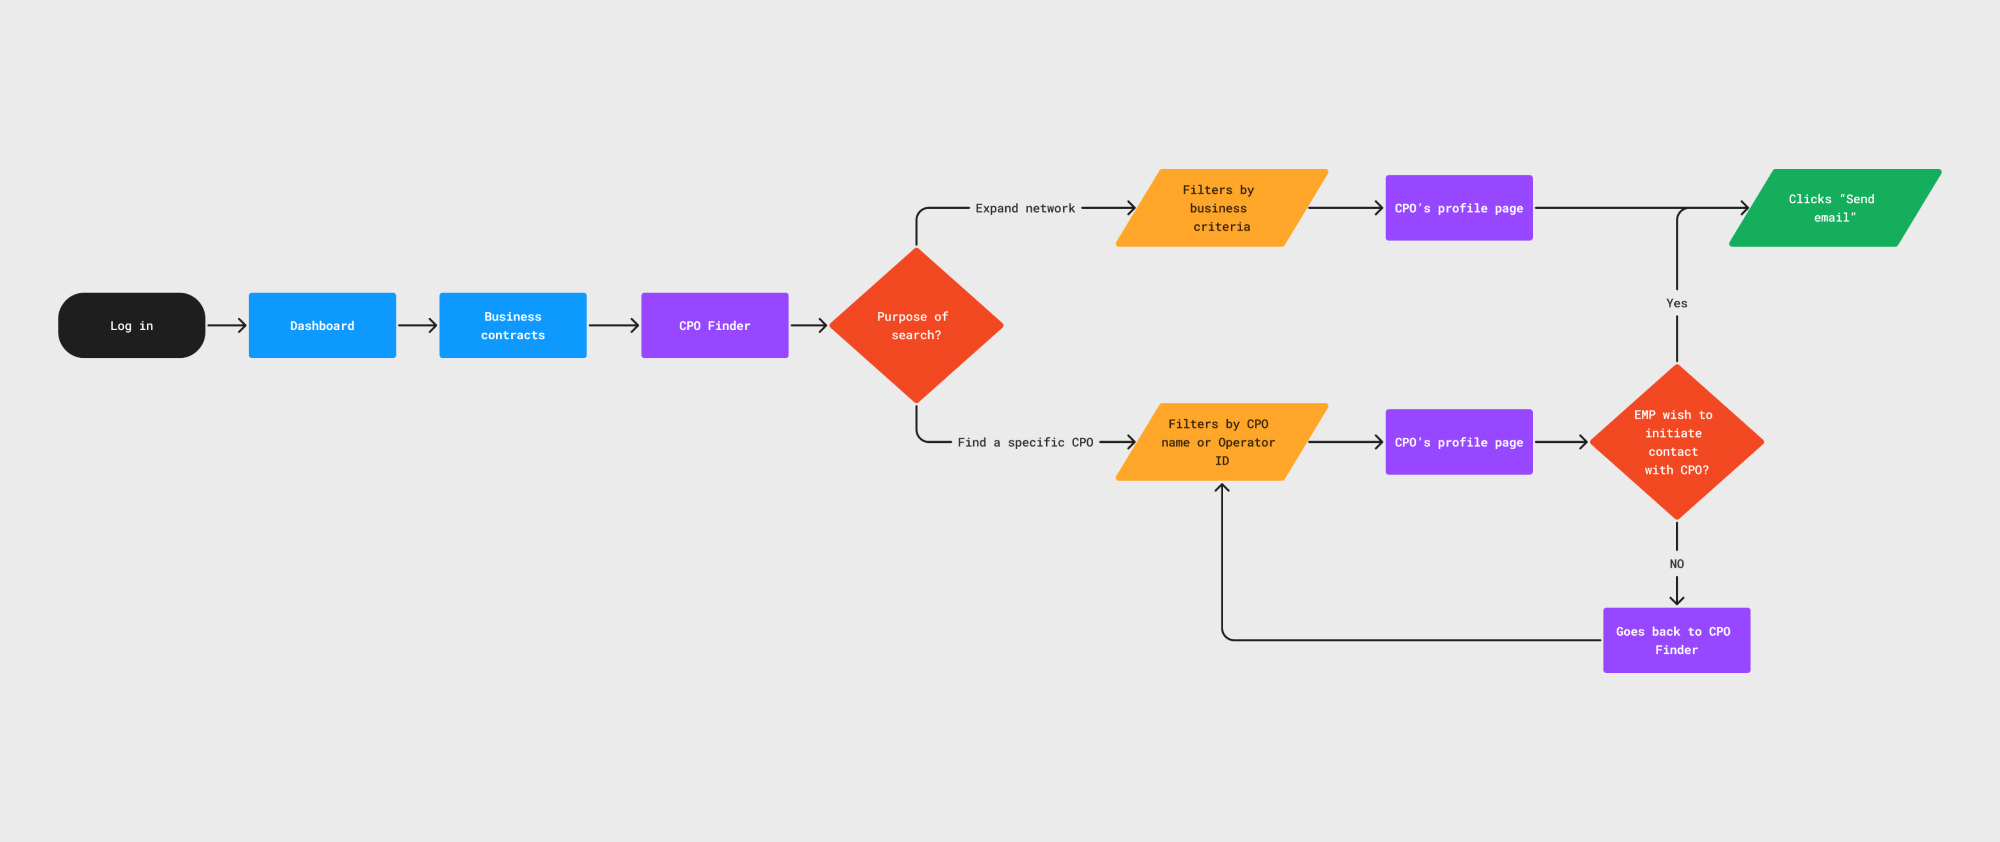 Log in
Dashboard
Business
contracts
CPO Finder
Purpose of
search?
Expand network
Filters by
business
criteria
CPO’s profile page
Clicks “Send
email”
Find a specific CPO
Filters by CPO
name or Operator
ID
CPO’s profile page
EMP wish to
initiate
contact
with CPO?
Yes
NO
Goes back to CPO
Finder